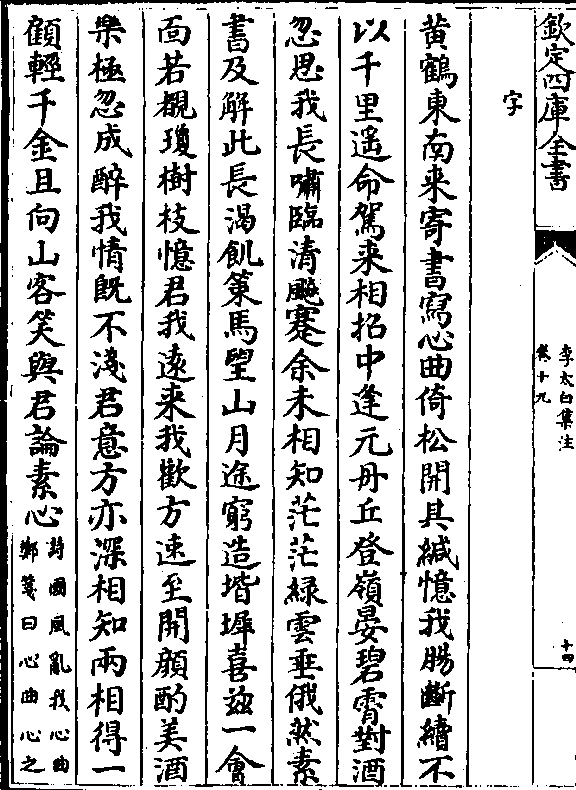 欽定四庫全書
李太白集注
卷十九
十四
字
黄鶴東南来寄書寫心曲倚松開其緘憶我腸斷續不
以千里遥命駕来相招中逢元丹丘登嶺宴碧霄對酒
忽思我長嘯臨清飈蹇余未相知茫茫緑雲垂俄然素
書及解此長渴飢策馬望山月途窮造堦墀喜兹一會
面若覩瓊樹枝憶君我遠来我歡方速至開顔酌美酒
樂極忽成醉我情既不淺君意方亦深相知兩相得一
顧輕千金且向山客笑與君論素心
詩國風亂我心曲
鄭箋曰心曲心之